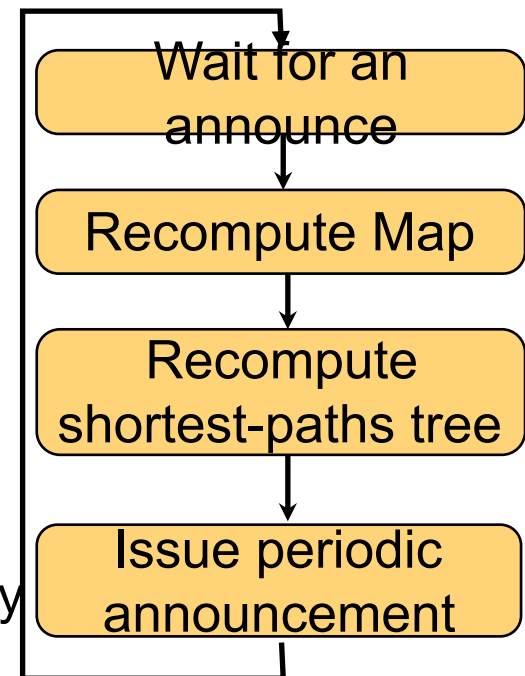 Wait for an
announce
Recompute Map
Recompute
shortest-paths tree
Issue periodic
announcement
y